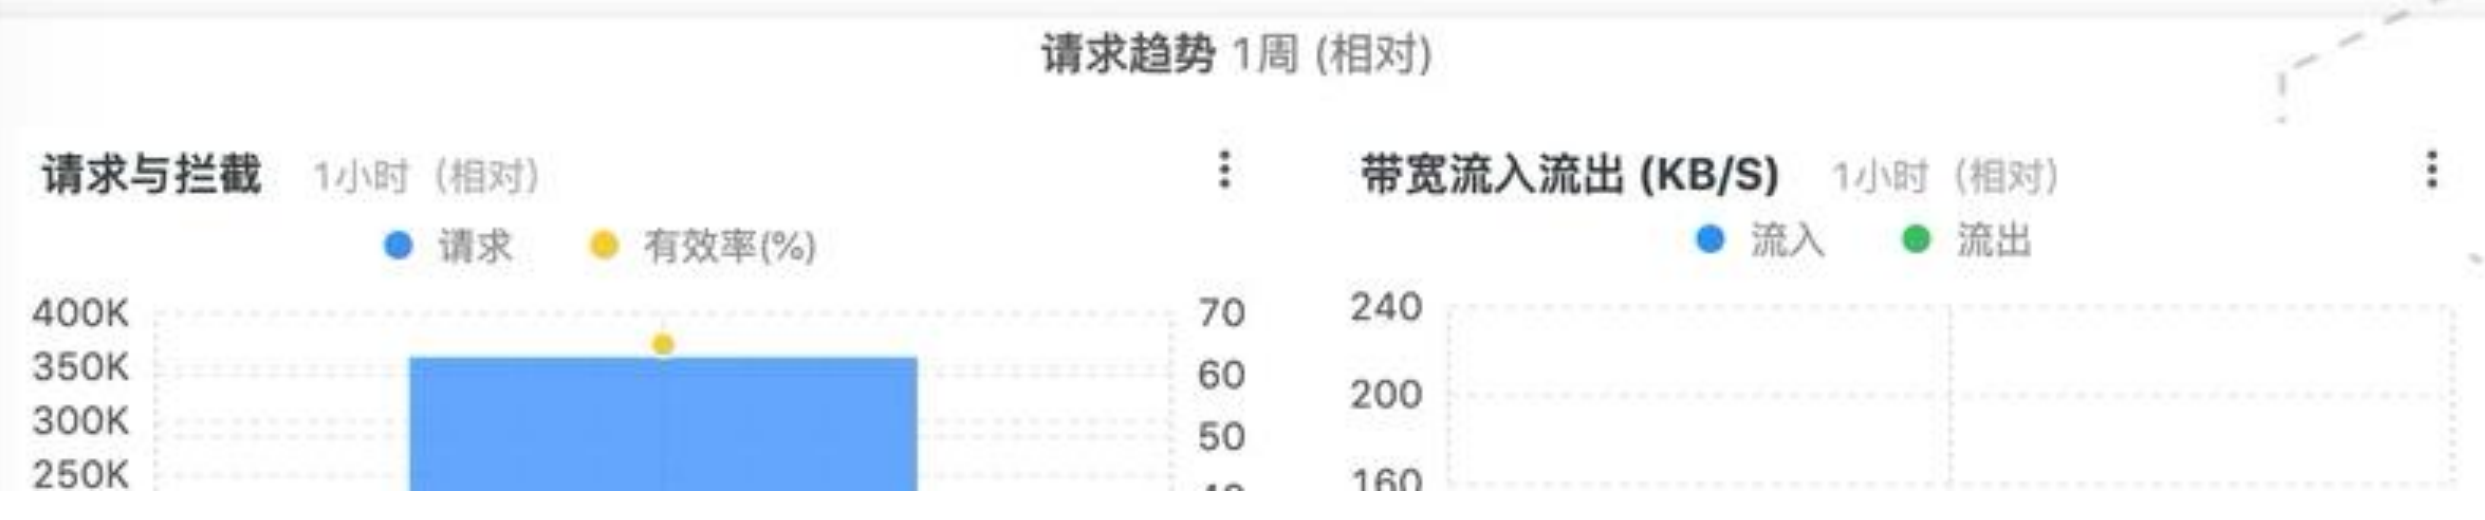 请求趋势 1周 (相对)
请求与拦截 1小时 (相对)
请求 有效率(%)
400K
350K
300K
250K
70
60
50
40
带宽流入流出 (KB/S) 1小时 (相对)
流入 流出
240
200
160